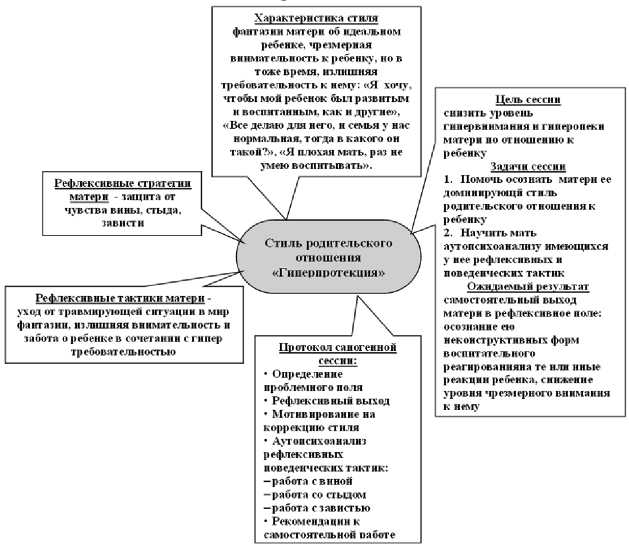 Характеристика стиля
фантазии матери об идеальном
ребенке, чрезмерная
внимательность к ребенку, но в
тоже время, излишняя
требовательность к нему: «Я хочу,
чтобы мой ребенок был развитым
и воспитанным, как и другие»,
«Все делаю для него, и семья у нас
нормальная, тогда в какого он
такой?», «Я плохая мать, раз не
умею воспитывать».
Цель сессии
снизить уровень
гипервнимания и гиперопеки
матери по отношению к
ребенку
Задачи сессии
1. Помочь осознать матери ее
доминирующй стиль
родительского отношения к
ребенку
2. Научить мать
аутопсихоанализу имеющихся
у нее рефлексивных и
поведенческих тактик
Ожидаемый результат
самостоятельный выход
матери в рефлексивное поле:
осознание ею
неконструктивных форм
воспитательного
реагированияна те или иные
реакции ребенка, снижение
уровня чрезмерного внимания
к нему
Рефлексивные стратегии
матери - защита от
чувства вины, стыда,
зависти
Стиль родительского
отношения
«Гиперпротекция»
Рефлексивные тактики матери -
уход от травмирующей ситуации в мир
фантазии, излишняя внимательность и
забота о ребенке в сочетании с гипер
требовательностью
Протокол саногенной
сессии:
• Определение
проблемного поля
• Рефлексивный выход
• Мотивирование на
коррекцию стиля
• Аутопсихоанализ
рефлексивных
поведенческих тактик:
–работа с виной
–работа со стыдом
–работа с завистью
• Рекомендации к
самостоятельной работе